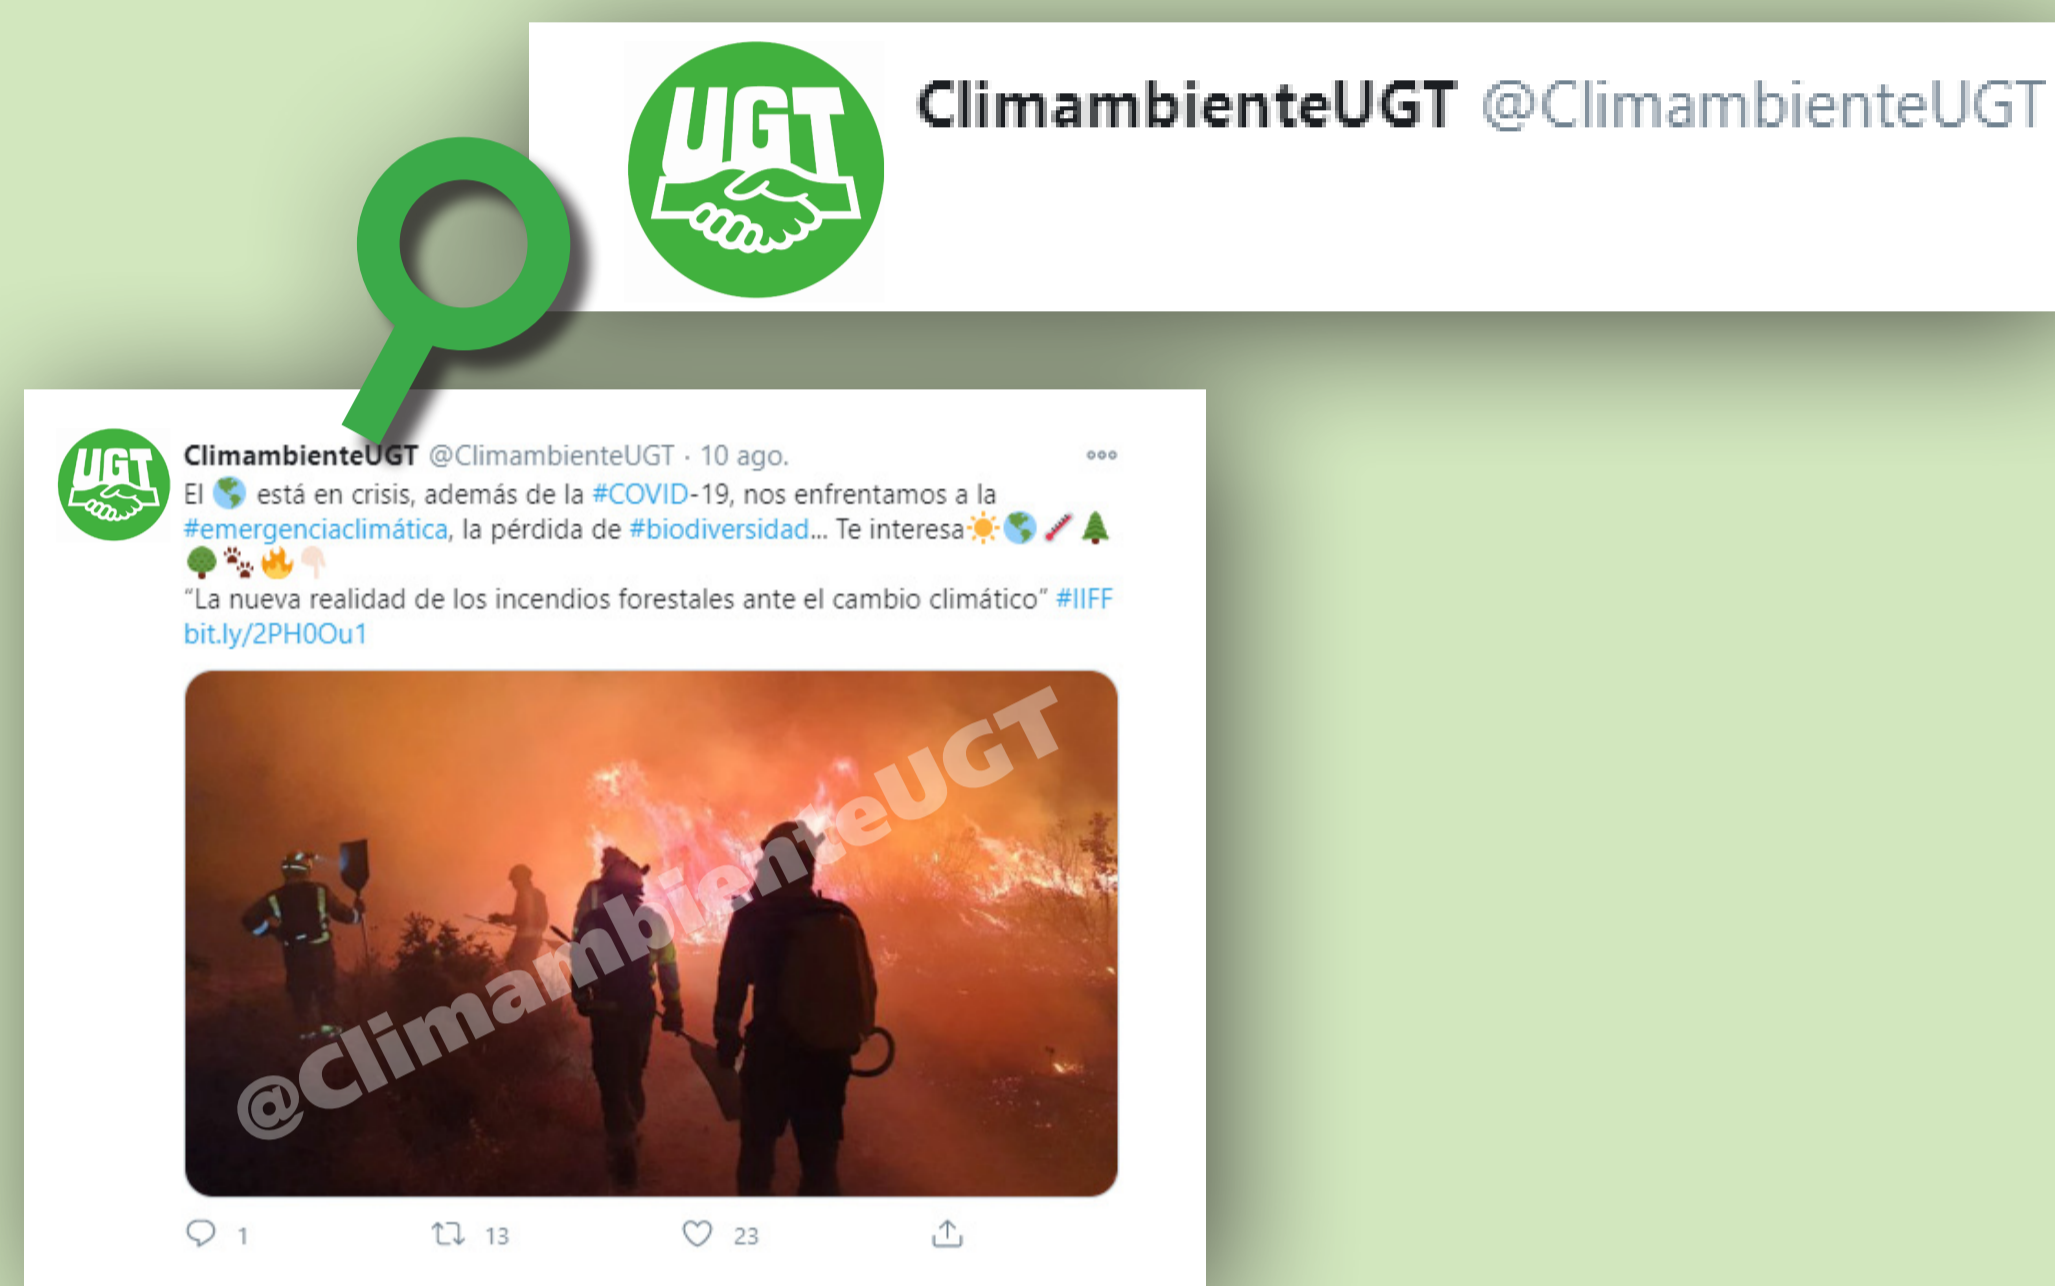 UGT
ClimambienteUGT @ClimambienteUGT
UGT
ClimambienteUGT @ClimambienteUGT · 10 ago.
El está en crisis, además de la #COVID-19, nos enfrentamos a la
#emergenciaclimática, la pérdida de #biodiversidad... Te interesa
“La nueva realidad de los incendios forestales ante el cambio climático” #IIFF
bit.ly/2PH0Ou1
@ClimambienteUGT
1 13 23